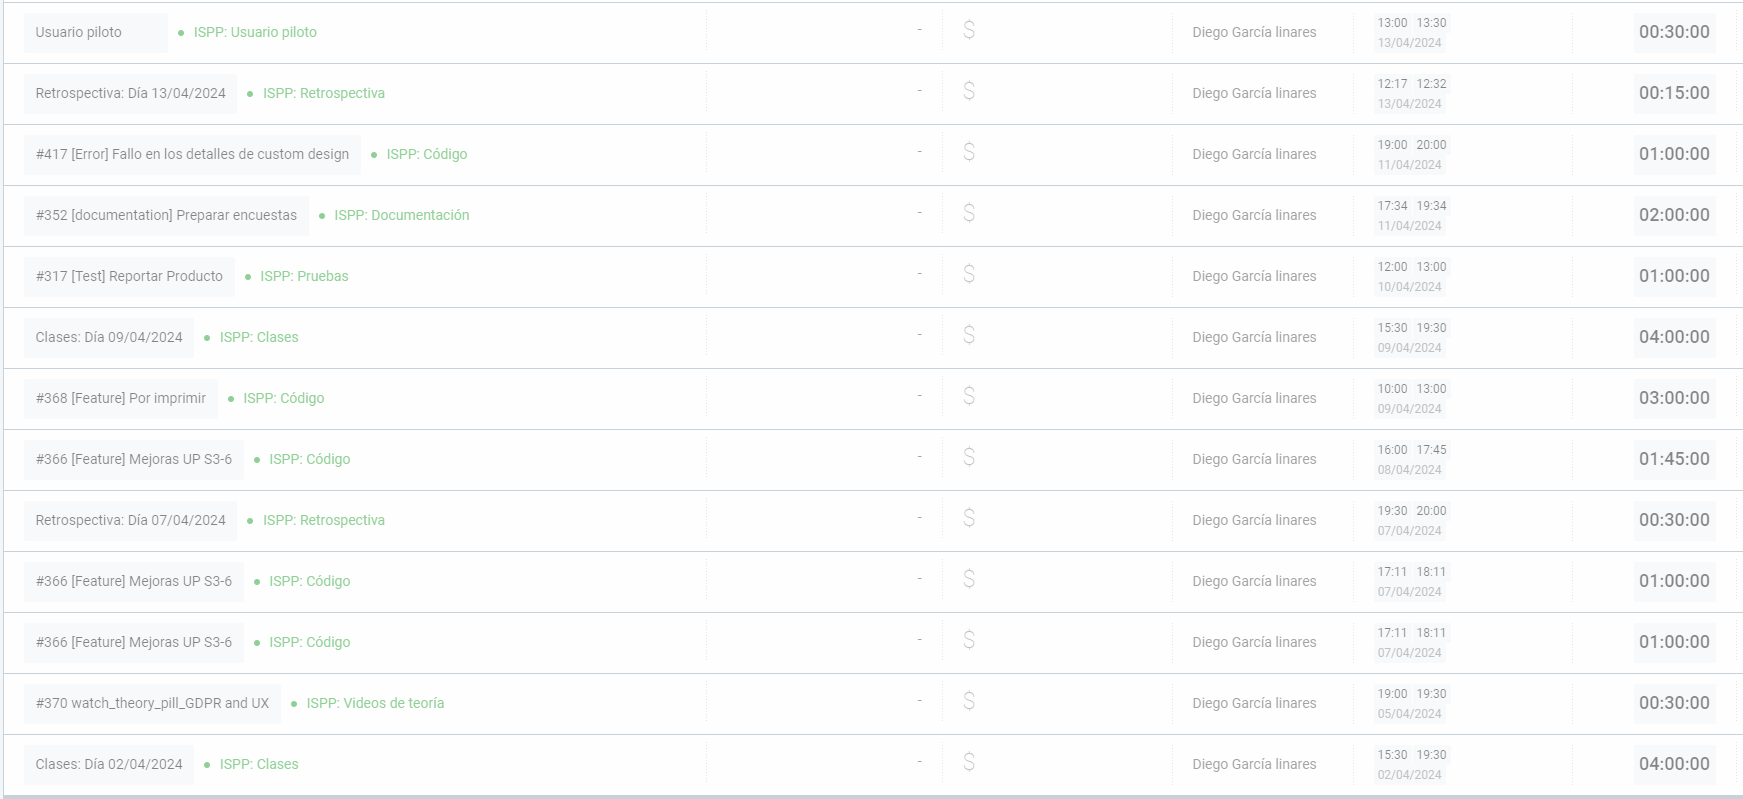 Usuario piloto • ISPP: Usuario piloto - $ Diego García linares 13:00 13:30 00:30:00
13/04/2024
Retrospectiva: Día 13/04/2024 • ISPP: Retrospectiva - $ Diego García linares 12:17 12:32 00:15:00
13/04/2024
#417 [Error] Fallo en los detalles de custom design • ISPP: Código - $ Diego García linares 19:00 20:00 01:00:00
11/04/2024
#352 [documentation] Preparar encuestas • ISPP: Documentación - $ Diego García linares 17:34 19:34 02:00:00
11/04/2024
#317 [Test] Reportar Producto • ISPP: Pruebas - $ Diego García linares 12:00 13:00 01:00:00
10/04/2024
Clases: Día 09/04/2024 • ISPP: Clases - $ Diego García linares 15:30 19:30 04:00:00
09/04/2024
#368 [Feature] Por imprimir • ISPP: Código - $ Diego García linares 10:00 13:00 03:00:00
09/04/2024
#366 [Feature] Mejoras UP S3-6 • ISPP: Código - $ Diego García linares 16:00 17:45 01:45:00
08/04/2024
Retrospectiva: Día 07/04/2024 • ISPP: Retrospectiva - $ Diego García linares 19:30 20:00 00:30:00
07/04/2024
#366 [Feature] Mejoras UP S3-6 • ISPP: Código - $ Diego García linares 17:11 18:11 01:00:00
07/04/2024
#366 [Feature] Mejoras UP S3-6 • ISPP: Código - $ Diego García linares 17:11 18:11 01:00:00
07/04/2024
#370 watch_theory_pill_GDPR and UX • ISPP: Videos de teoría - $ Diego García linares 19:00 19:30 00:30:00
05/04/2024
Clases: Día 02/04/2024 • ISPP: Clases - $ Diego García linares 15:30 19:30 04:00:00
02/04/2024